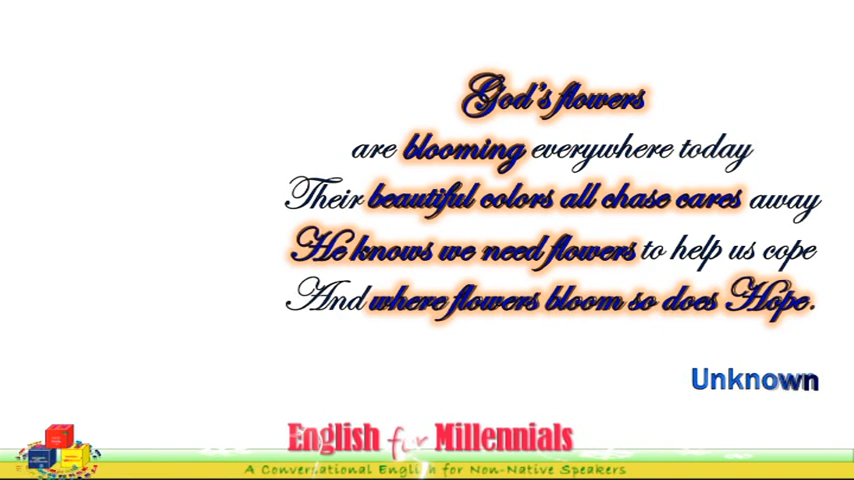 God's flowers
are blooming everywhere today
Their beautiful colors all chase cares away
He knows we need flowers to help us cope
And where flowers bloom so does Hope.
Unknown
English for Millennials
A Conversational English for Non-Native Speakers